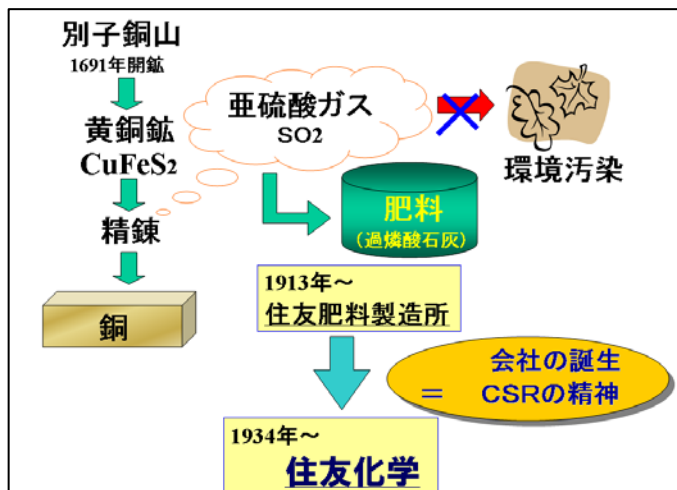 別子銅山
1691年開鉱
黄銅鉱
CuFeS2
精錬
銅
亜硫酸ガス
SO2
環境汚染
肥料
(過燐酸石灰)
1913年～
住友肥料製造所
会社の誕生
＝ CSRの精神
1934年～
住友化学